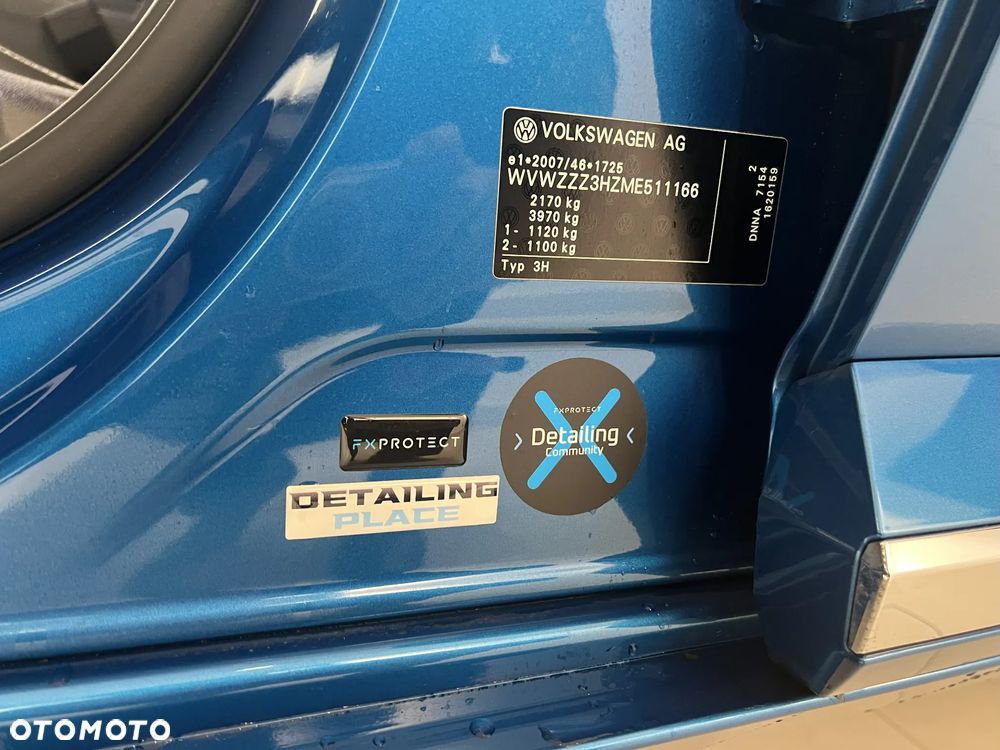 VOLKSWAGEN AG
e1*2007/46*1725
WVWZZZ3HZME511166
2170 kg
3970 kg
1- 1120 kg
2- 1100 kg
Typ 3H
2
DNNA 7154
1620159
FXPROTECT
DETAILING
PLACE
FXPROTECT
Detailing
Community
OTOMOTO